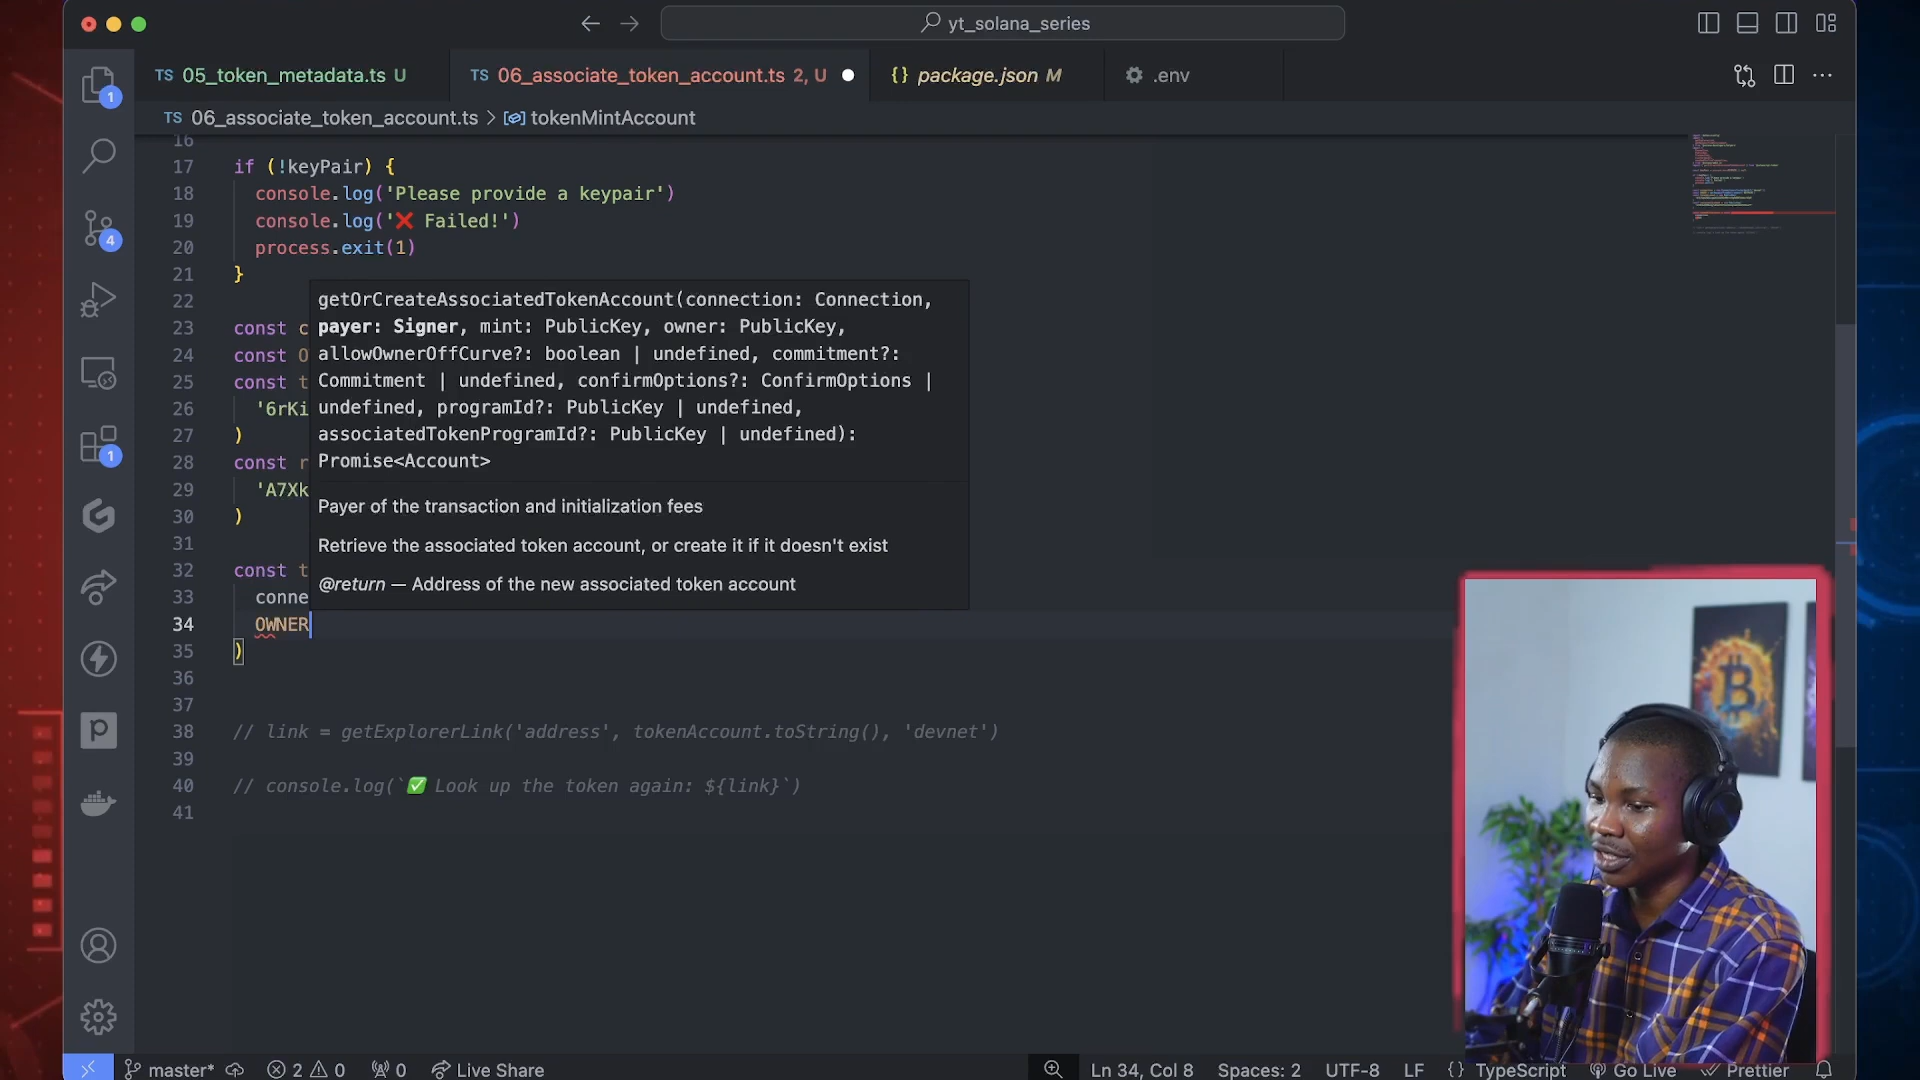 yt_solana_series
TS 05_token_metadata.ts U
TS 06_associate_token_account.ts 2, U
{} package.json M
.env
TS 06_associate_token_account.ts > tokenMintAccount
16
17 if (!keyPair) {
18 console.log('Please provide a keypair')
19 console.log('❌ Failed!')
20 process.exit(1)
21 }
22
23 const c
24 const O
25 const t
26 '6rKi
27 )
28 const r
29 'A7Xk
30 )
31
32 const t
33 conne
34 OWNER
35 )
36
37
38 // link = getExplorerLink('address', tokenAccount.toString(), 'devnet')
39
40 // console.log(`✅ Look up the token again: ${link}`)
41
getOrCreateAssociatedTokenAccount(connection: Connection,
payer: Signer, mint: PublicKey, owner: PublicKey,
allowOwnerOffCurve?: boolean | undefined, commitment?:
Commitment | undefined, confirmOptions?: ConfirmOptions |
undefined, programId?: PublicKey | undefined,
associatedTokenProgramId?: PublicKey | undefined):
Promise<Account>
Payer of the transaction and initialization fees
Retrieve the associated token account, or create it if it doesn't exist
@return — Address of the new associated token account
1
4
1
master* 2 0 0 Live Share
Ln 34, Col 8 Spaces: 2 UTF-8 LF {} TypeScript Go Live Prettier